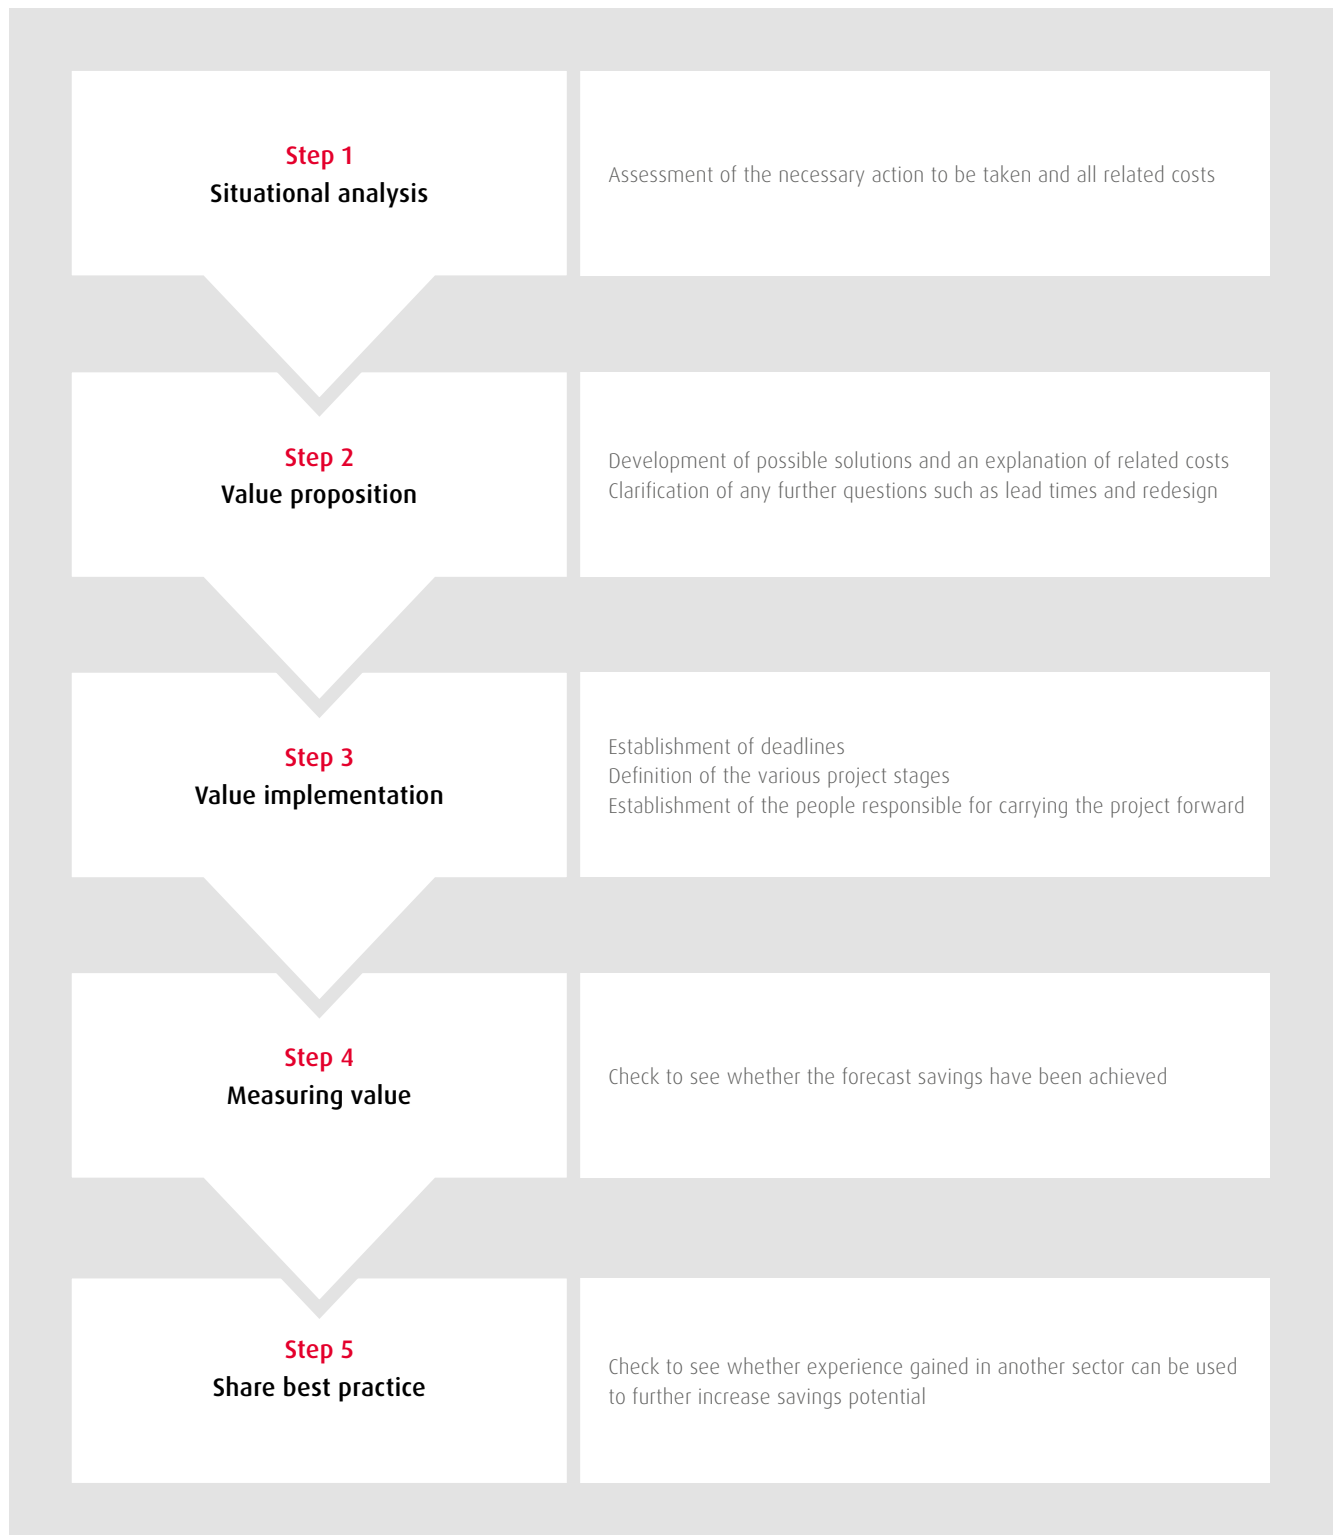 Step 1
Situational analysis
Assessment of the necessary action to be taken and all related costs
Step 2
Value proposition
Development of possible solutions and an explanation of related costs
Clarification of any further questions such as lead times and redesign
Step 3
Value implementation
Establishment of deadlines
Definition of the various project stages
Establishment of the people responsible for carrying the project forward
Step 4
Measuring value
Check to see whether the forecast savings have been achieved
Step 5
Share best practice
Check to see whether experience gained in another sector can be used
to further increase savings potential